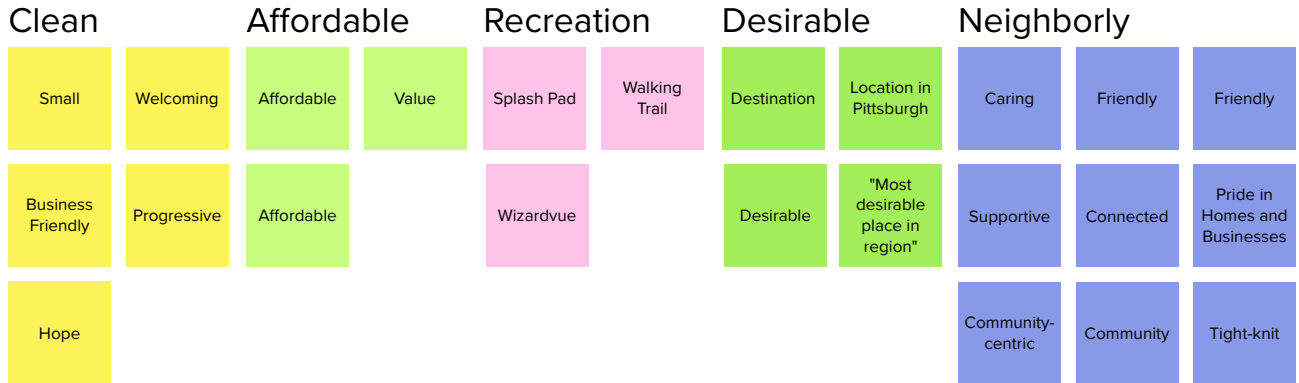 Clean
Affordable
Recreation
Desirable
Neighborly
Small
Welcoming
Business
Friendly
Progressive
Hope
Affordable
Value
Affordable
Splash Pad
Walking
Trail
Wizardvue
Destination
Location in
Pittsburgh
Desirable
"Most
desirable
place in
region"
Caring
Friendly
Friendly
Supportive
Connected
Pride in
Homes and
Businesses
Community-
centric
Community
Tight-knit